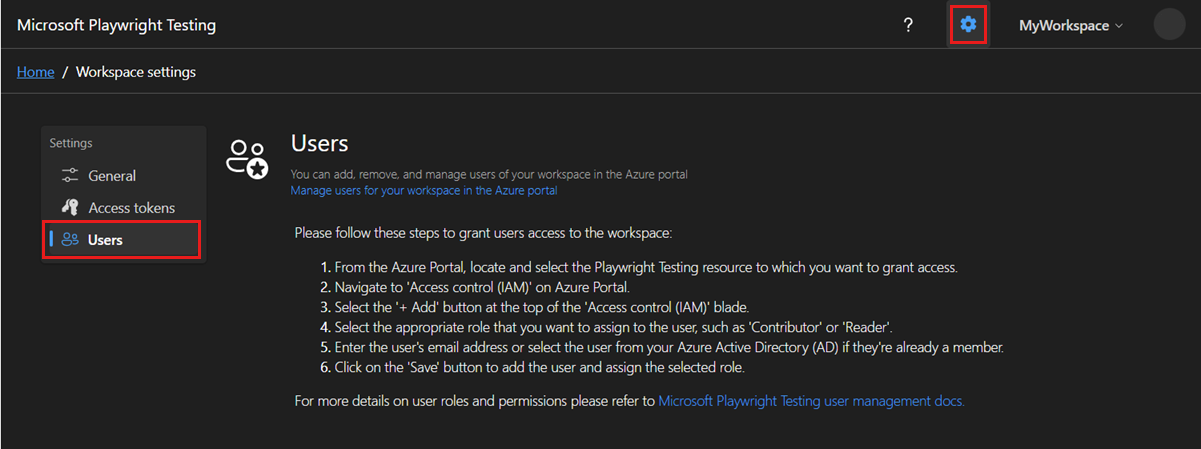 Microsoft Playwright Testing
?
MyWorkspace
Home / Workspace settings
Settings
General
Access tokens
Users
Users
You can add, remove, and manage users of your workspace in the Azure portal
Manage users for your workspace in the Azure portal
Please follow these steps to grant users access to the workspace:
1. From the Azure Portal, locate and select the Playwright Testing resource to which you want to grant access.
2. Navigate to 'Access control (IAM)' on Azure Portal.
3. Select the '+ Add' button at the top of the 'Access control (IAM)' blade.
4. Select the appropriate role that you want to assign to the user, such as 'Contributor' or 'Reader'.
5. Enter the user's email address or select the user from your Azure Active Directory (AD) if they're already a member.
6. Click on the 'Save' button to add the user and assign the selected role.
For more details on user roles and permissions please refer to Microsoft Playwright Testing user management docs.